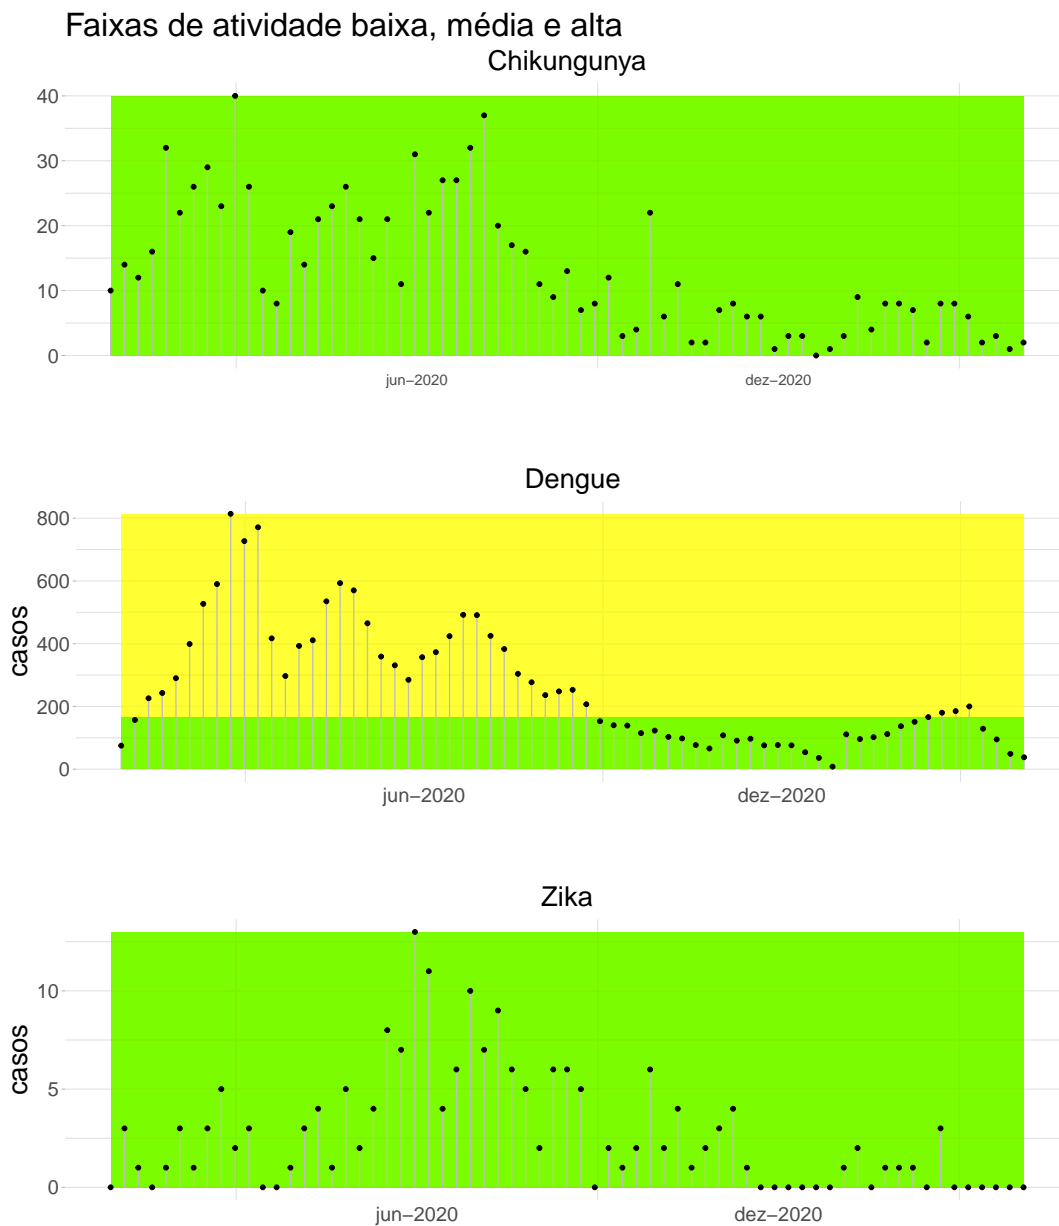 Faixas de atividade baixa, média e alta
Chikungunya
40
30
20
10
0
jun−2020 dez−2020
Dengue
casos
800
600
400
200
0
jun−2020 dez−2020
Zika
casos
10
5
0
jun−2020 dez−2020